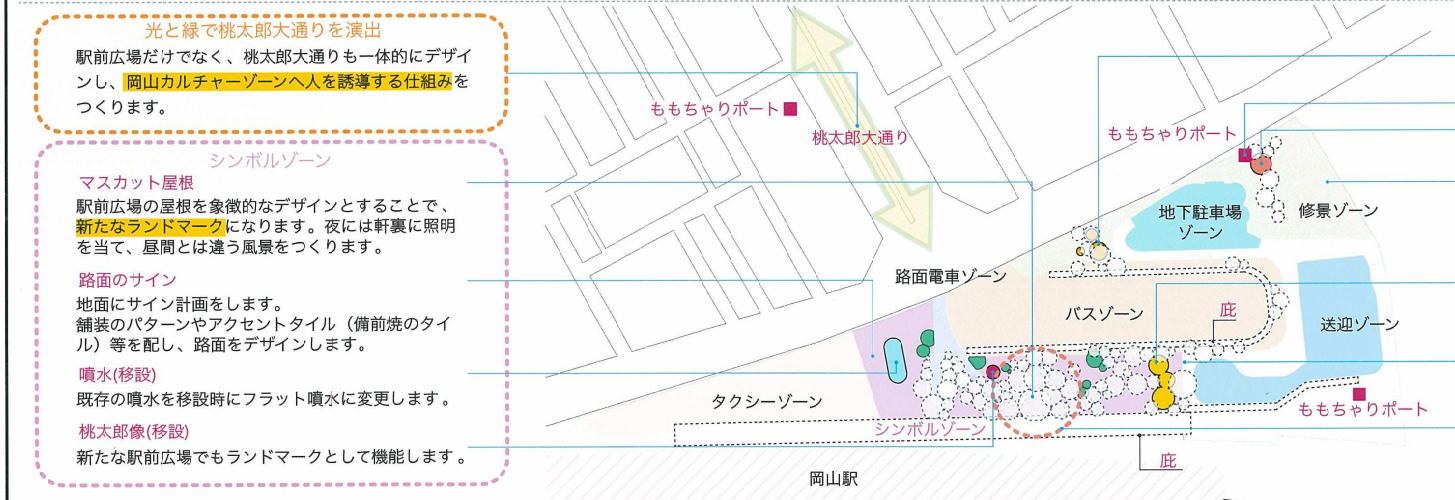 光と緑で桃太郎大通りを演出
駅前広場だけでなく、桃太郎大通りも一体的にデザイ
ンし、岡山カルチャーゾーンへ人を誘導する仕組みを
つくります。
シンボルゾーン
マスカット屋根
駅前広場の屋根を象徴的なデザインとすることで、
新たなランドマークになります。夜には軒裏に照明
を当て、昼間とは違う風景をつくります。
路面のサイン
地面にサイン計画をします。
舗装のパターンやアクセントタイル（備前焼のタイ
ル）等を配し、路面をデザインします。
噴水(移設)
既存の噴水を移設時にフラット噴水に変更します。
桃太郎像(移設)
新たな駅前広場でもランドマークとして機能します。
ももちゃりポート
桃太郎大通り
ももちゃりポート
地下駐車場
ゾーン
修景ゾーン
路面電車ゾーン
バスゾーン
庇
送迎ゾーン
タクシーゾーン
シンボルゾーン
ももちゃりポート
庇
岡山駅